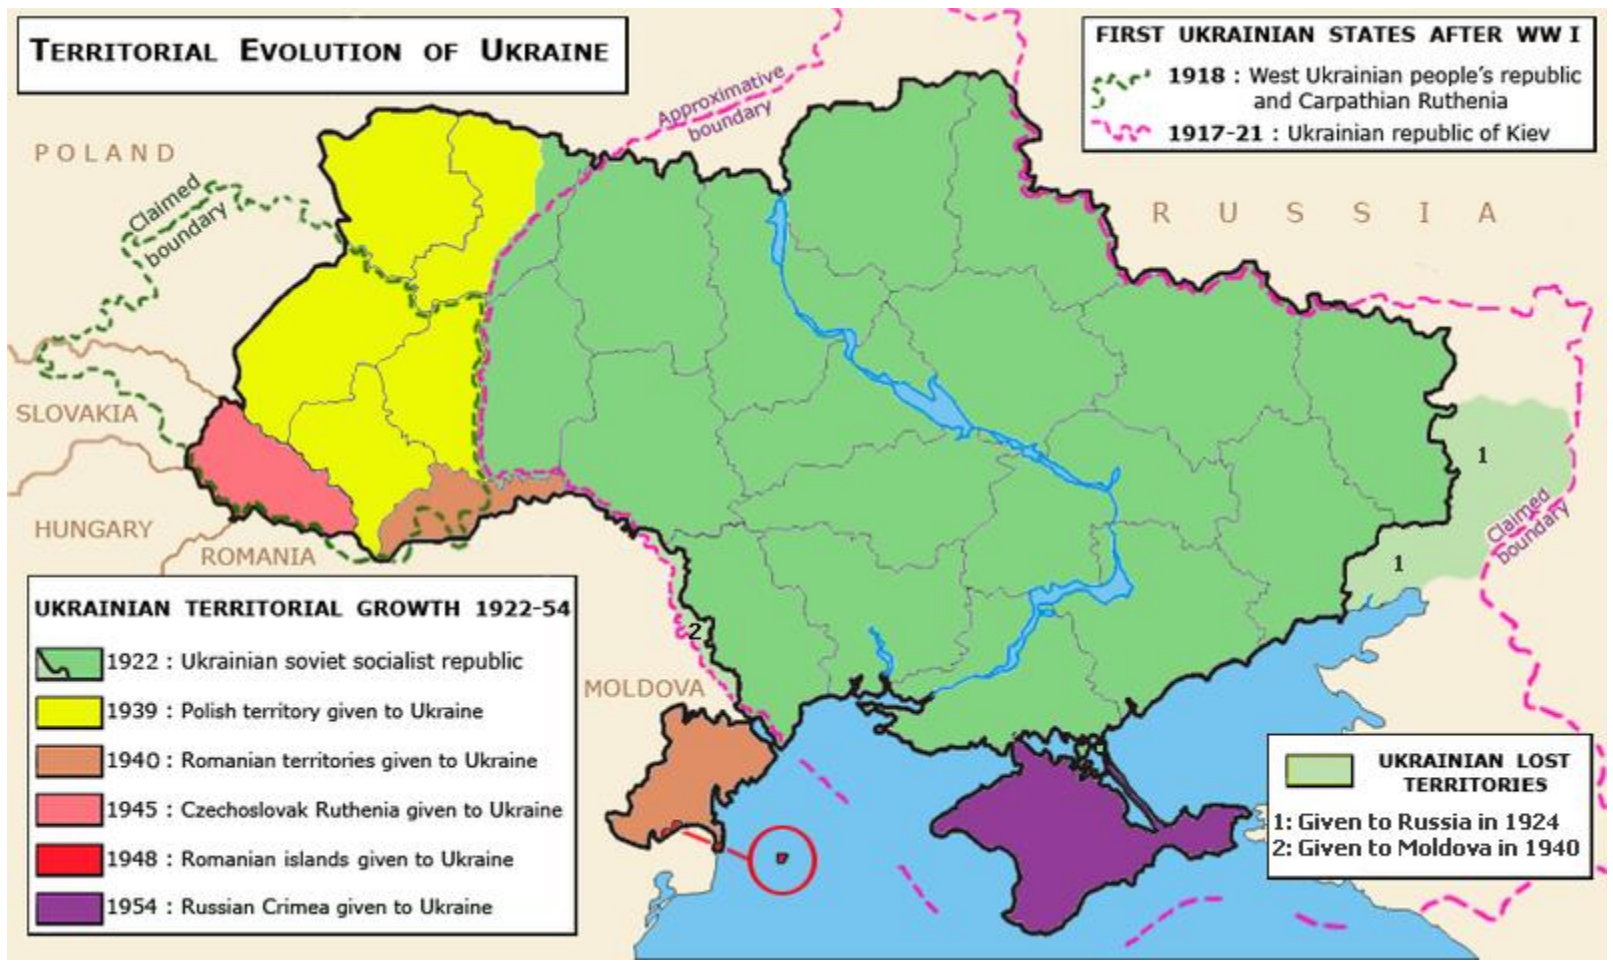 TERRITORIAL EVOLUTION OF UKRAINE
FIRST UKRAINIAN STATES AFTER WW I
1918 : West Ukrainian people's republic
and Carpathian Ruthenia
1917-21 : Ukrainian republic of Kiev
Approximative
boundary
POLAND
Claimed
boundary
RUSSIA
SLOVAKIA
1
HUNGARY
Claimed
boundary
ROMANIA
1
2
MOLDOVA
UKRAINIAN TERRITORIAL GROWTH 1922-54
1922 : Ukrainian soviet socialist republic
1939 : Polish territory given to Ukraine
1940 : Romanian territories given to Ukraine
1945 : Czechoslovak Ruthenia given to Ukraine
1948 : Romanian islands given to Ukraine
1954 : Russian Crimea given to Ukraine
UKRAINIAN LOST
TERRITORIES
1: Given to Russia in 1924
2: Given to Moldova in 1940